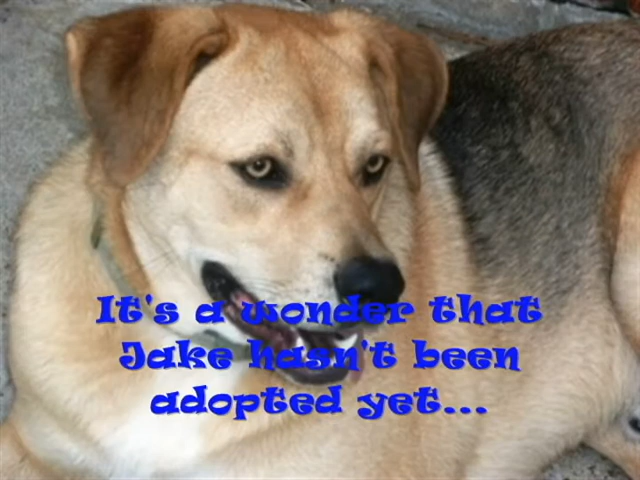 It's a wonder that
Jake hasn't been
adopted yet...